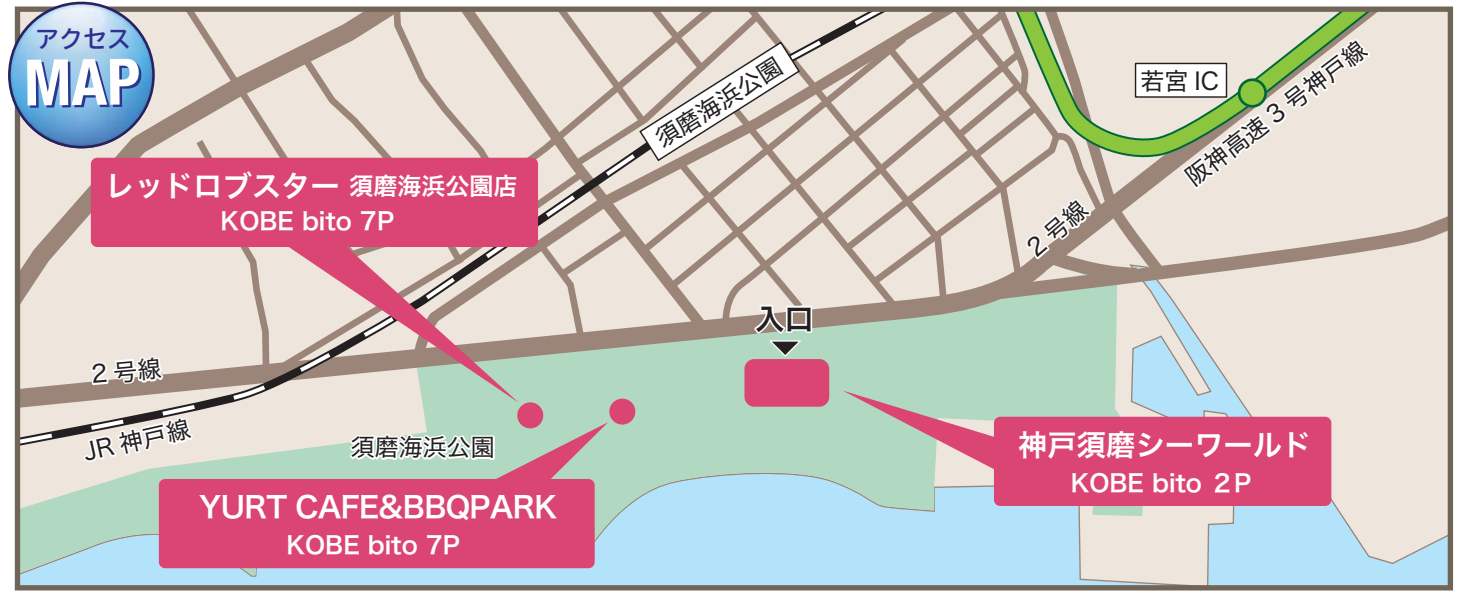 アクセス
MAP
須磨海浜公園
若宮 IC
阪神高速3号神戸線
レッドロブスター 須磨海浜公園店
KOBE bito 7P
2号線
入口
2号線
JR 神戸線
須磨海浜公園
神戸須磨シーワールド
KOBE bito 2P
YURT CAFE&BBQPARK
KOBE bito 7P